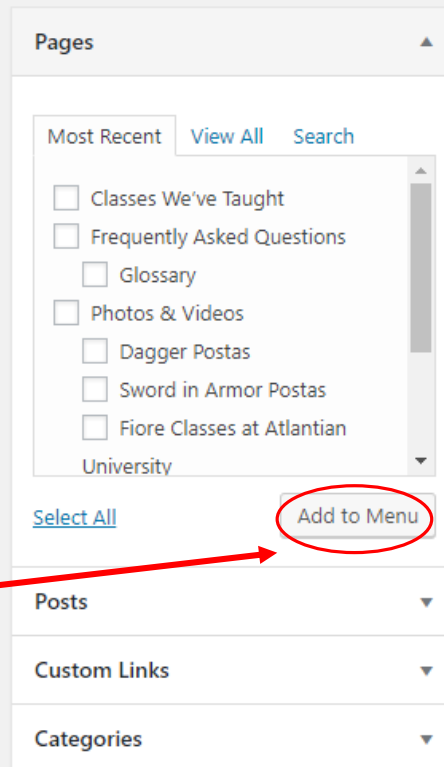 Pages
Most Recent View All Search
Classes We've Taught
Frequently Asked Questions
Glossary
Photos & Videos
Dagger Postas
Sword in Armor Postas
Fiore Classes at Atlantian
University
Select All Add to Menu
Posts
Custom Links
Categories